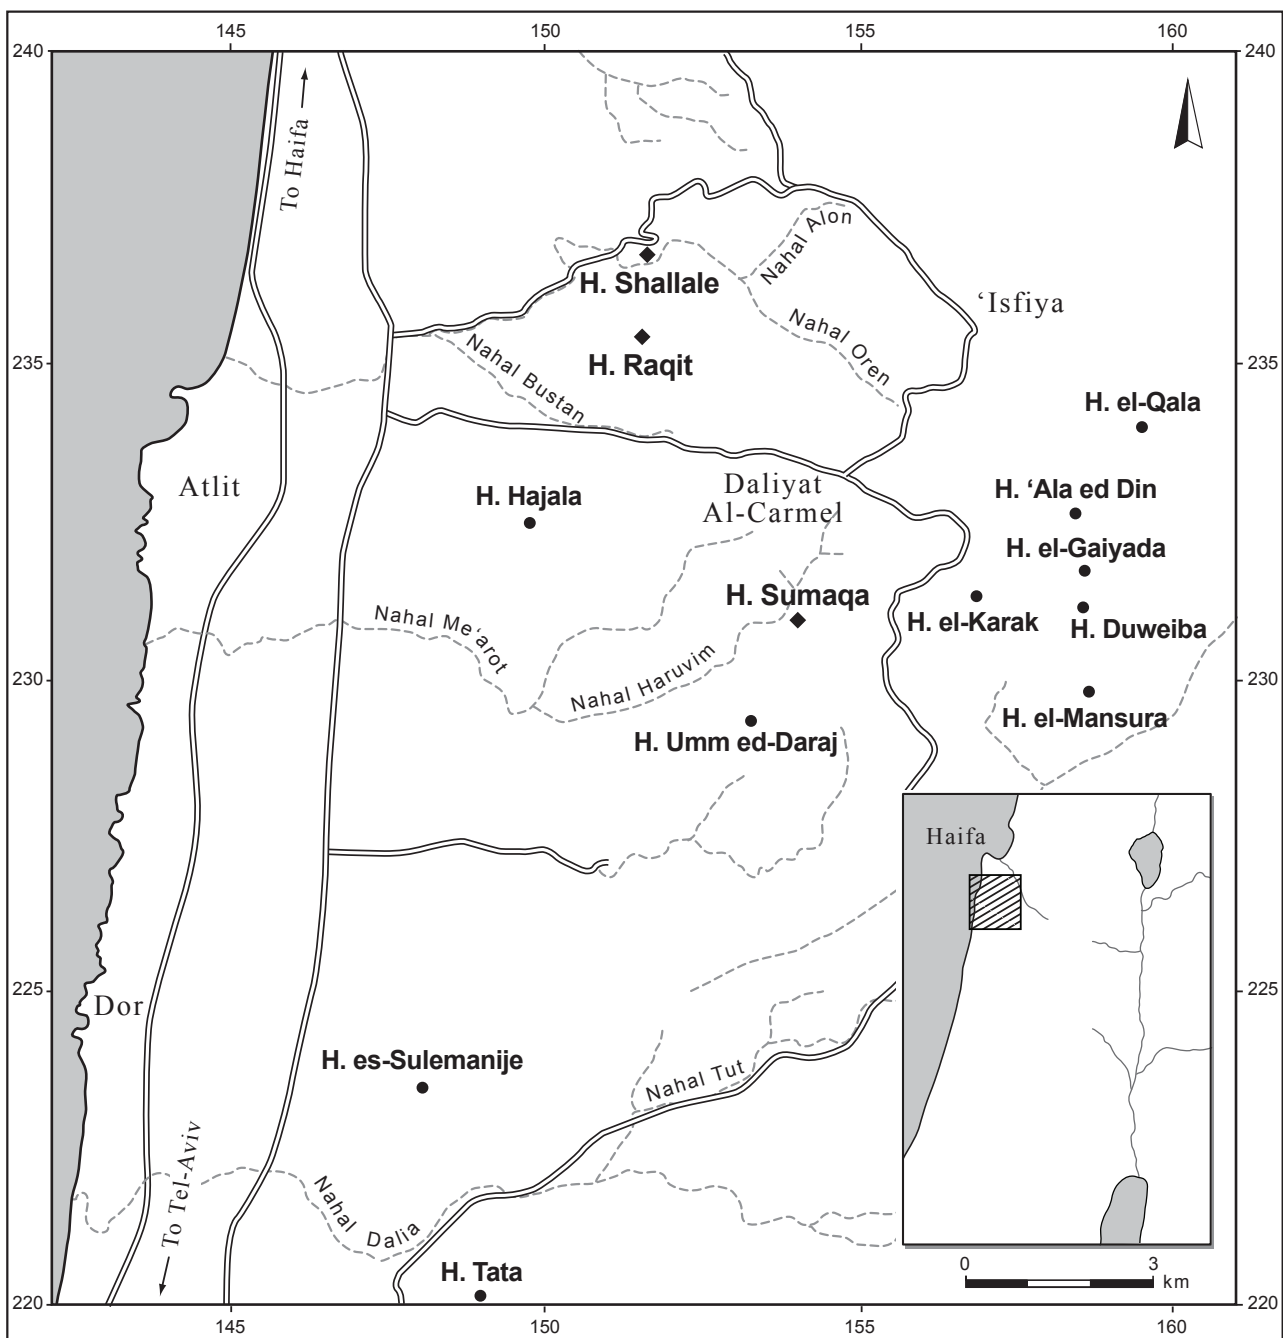 145
150
155
160
240
240
To Haifa
Nahal Alon
H. Shallale
‘Isfiya
Nahal Oren
H. Raqit
Nahal Bustan
235
235
H. el-Qala
Atlit
Daliyat
Al-Carmel
H. Hajala
H. ‘Ala ed Din
H. el-Gaiyada
H. Sumaqa
Nahal Me‘arot
H. el-Karak
H. Duweiba
Nahal Haruvim
230
230
H. el-Mansura
H. Umm ed-Daraj
Haifa
225
225
Dor
H. es-Sulemanije
Nahal Tut
To Tel-Aviv
Nahal Dalia
H. Tata
0
3
km
220
220
145
150
155
160